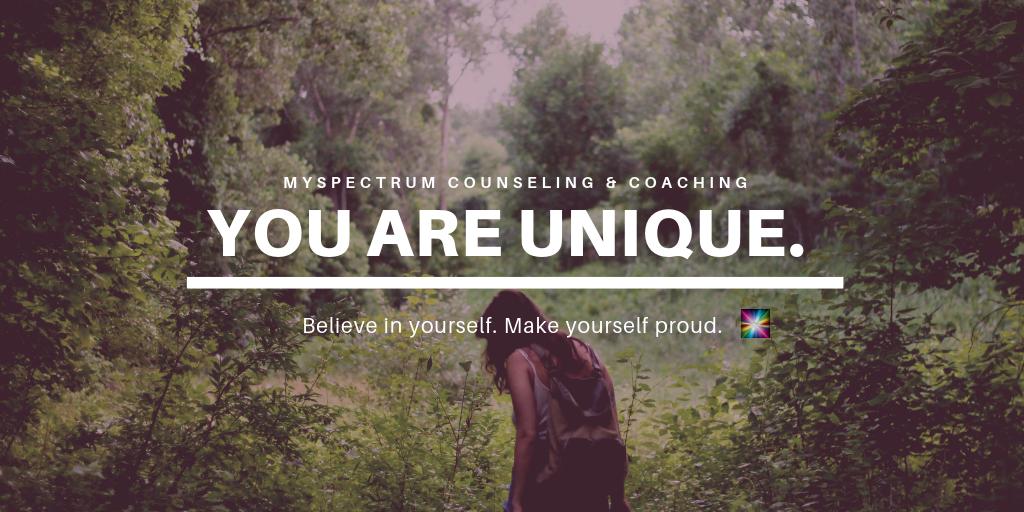 MYSPECTRUM COUNSELING & COACHING
YOU ARE UNIQUE.
Believe in yourself. Make yourself proud.